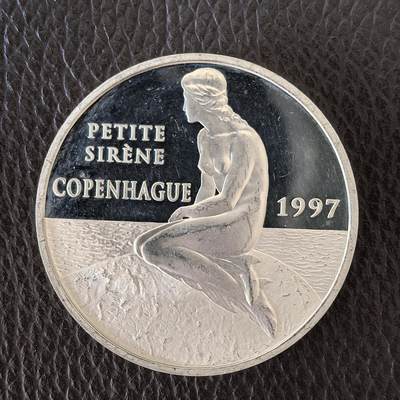 PETITE
SIRÈNE
COPENHAGUE
1997